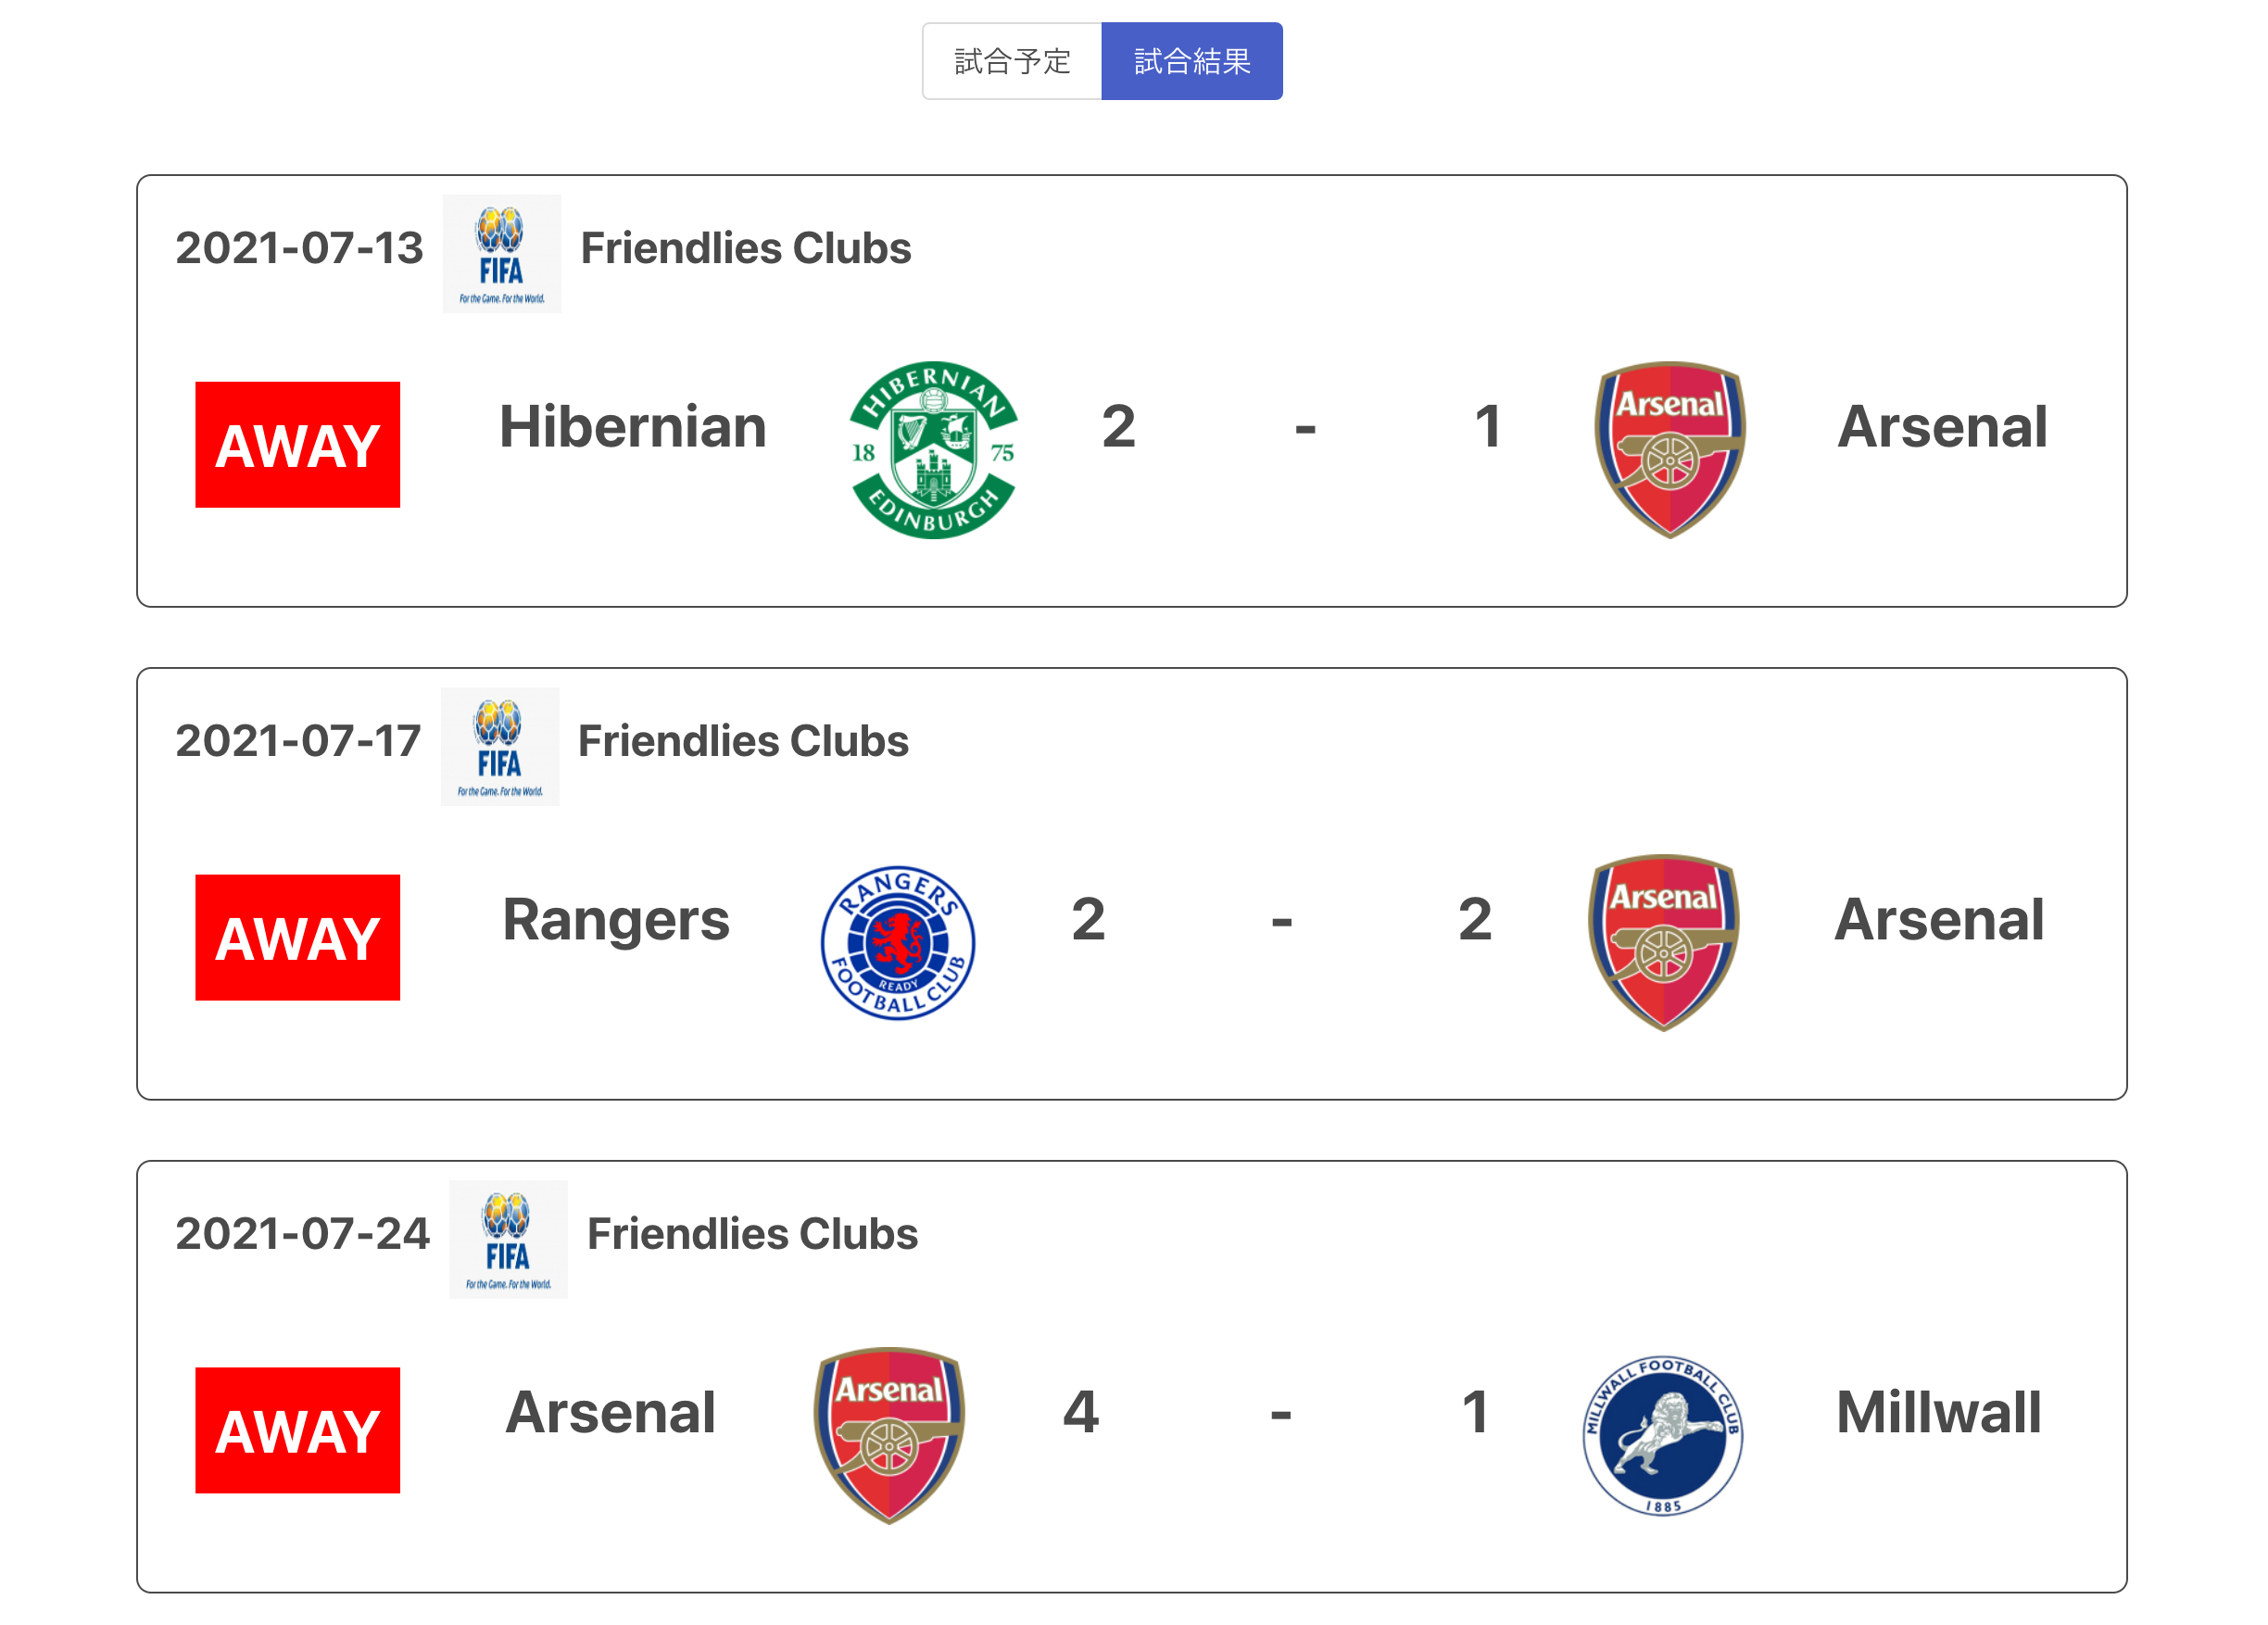 試合予定 試合結果
2021-07-13 FIFA For the Game. For the World. Friendlies Clubs
AWAY Hibernian HIBERNIAN 18 75 EDINBURGH 2 - 1 Arsenal Arsenal
2021-07-17 FIFA For the Game. For the World. Friendlies Clubs
AWAY Rangers RANGERS FOOTBALL CLUB READY 2 - 2 Arsenal Arsenal
2021-07-24 FIFA For the Game. For the World. Friendlies Clubs
AWAY Arsenal Arsenal 4 - 1 MILLWALL FOOTBALL CLUB 1885 Millwall